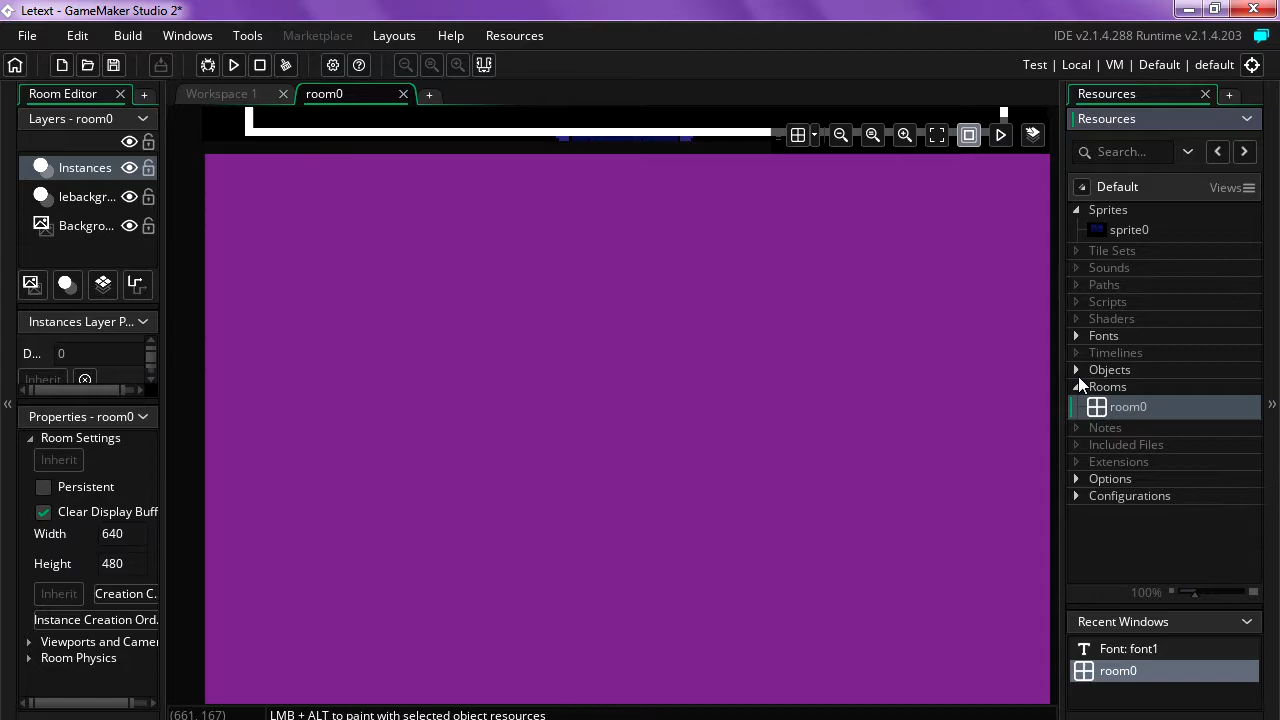 Letext - GameMaker Studio 2*
File Edit Build Windows Tools Marketplace Layouts Help Resources
IDE v2.1.4.288 Runtime v2.1.4.203
Test | Local | VM | Default | default
Room Editor
Workspace 1
room0
Resources
Layers - room0
Resources
Search...
Instances
lebackgr...
Backgro...
Default
Views
Sprites
sprite0
Tile Sets
Sounds
Paths
Scripts
Shaders
Fonts
Timelines
Objects
Rooms
room0
Notes
Included Files
Extensions
Options
Configurations
Instances Layer P...
D... 0
Inherit
Properties - room0
Room Settings
Inherit
Persistent
Clear Display Buff
Width 640
Height 480
Inherit Creation C...
Instance Creation Ord.
Viewports and Camer
Room Physics
100%
Recent Windows
Font: font1
room0
(661, 167)
LMB + ALT to paint with selected object resources